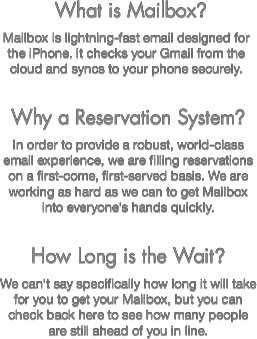 What is Mailbox?
Mailbox is lightning-fast email designed for
the iPhone. It checks your Gmail from the
cloud and syncs to your phone securely.
Why a Reservation System?
In order to provide a robust, world-class
email experience, we are filling reservations
on a first-come, first-served basis. We are
working as hard as we can to get Mailbox
into everyone's hands quickly.
How Long is the Wait?
We can't say specifically how long it will take
for you to get your Mailbox, but you can
check back here to see how many people
are still ahead of you in line.